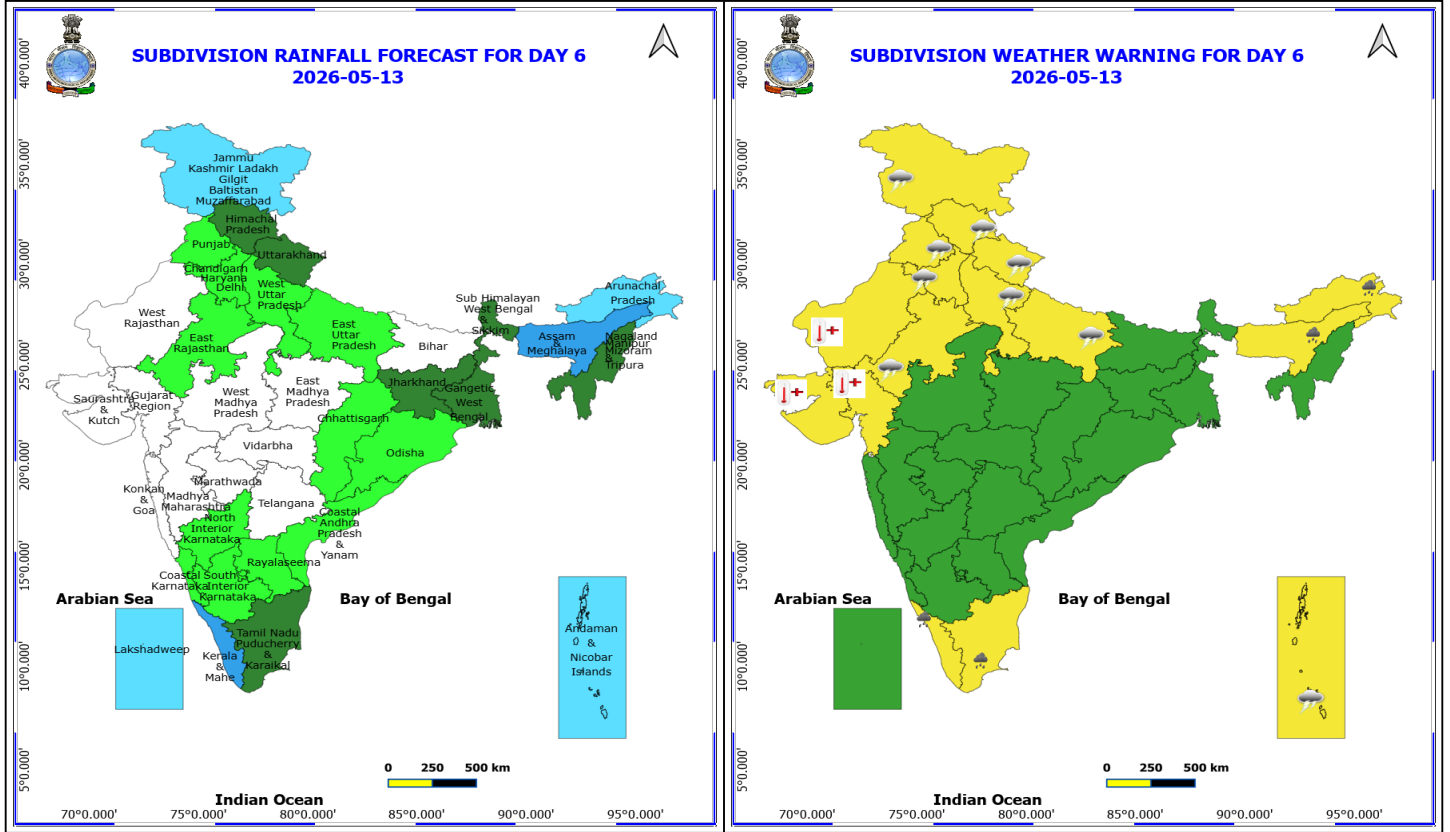 SUBDIVISION RAINFALL FORECAST FOR DAY 6
2026-05-13
40°0.000'
35°0.000'
30°0.000'
25°0.000'
20°0.000'
15°0.000'
10°0.000'
5°0.000'
Jammu
Kashmir Ladakh
Gilgit
Baltistan
Muzaffarabad
Himachal
Pradesh
Punjab
Uttarakhand
Chandigarh
Haryana
Delhi
West
Uttar
Pradesh
West
Rajasthan
East
Rajasthan
East
Uttar
Pradesh
Bihar
Sub Himalayan
West Bengal
&
Sikkim
Arunachal
Pradesh
Assam
&
Meghalaya
Nagaland
Manipur
Mizoram
&
Tripura
Saurashtra
&
Kutch
Gujarat
Region
West
Madhya
Pradesh
East
Madhya
Pradesh
Jharkhand
Gangetic
West
Bengal
Chhattisgarh
Odisha
Vidarbha
Konkan
&
Goa
Madhya
Maharashtra
Marathwada
Telangana
North
Interior
Karnataka
Coastal
Andhra
Pradesh
&
Yanam
Rayalaseema
Coastal
Karnataka
South
Interior
Karnataka
Arabian Sea
Bay of Bengal
Lakshadweep
Kerala
&
Mahe
Tamil Nadu
Puducherry
&
Karaikal
Andaman
&
Nicobar
Islands
0 250 500 km
Indian Ocean
70°0.000' 75°0.000' 80°0.000' 85°0.000' 90°0.000' 95°0.000'
SUBDIVISION WEATHER WARNING FOR DAY 6
2026-05-13
40°0.000'
35°0.000'
30°0.000'
25°0.000'
20°0.000'
15°0.000'
10°0.000'
5°0.000'
Arabian Sea
Bay of Bengal
0 250 500 km
Indian Ocean
70°0.000' 75°0.000' 80°0.000' 85°0.000' 90°0.000' 95°0.000'